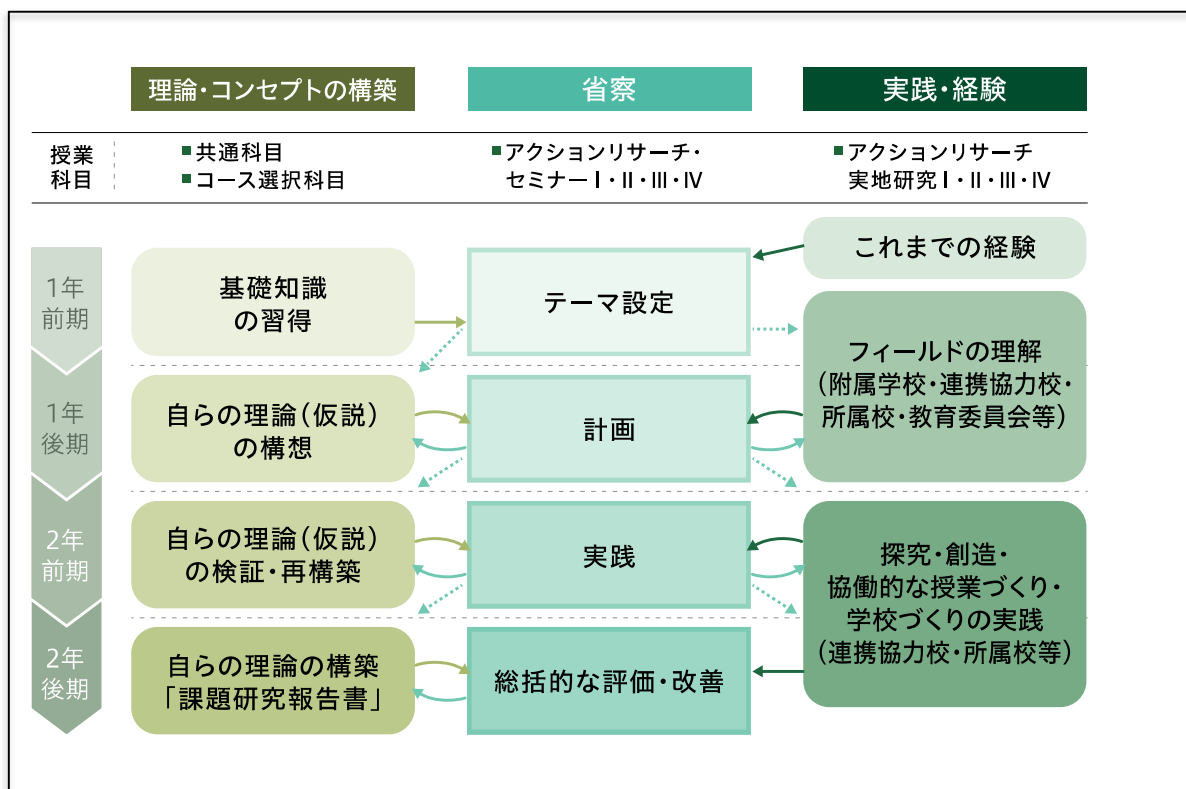 理論・コンセプトの構築
省察
実践・経験
授業
科目
■共通科目
■コース選択科目
■アクションリサーチ・
セミナーⅠ・Ⅱ・Ⅲ・Ⅳ
■アクションリサーチ
実地研究Ⅰ・Ⅱ・Ⅲ・Ⅳ
1年
前期
基礎知識
の習得
テーマ設定
これまでの経験
フィールドの理解
(附属学校・連携協力校・
所属校・教育委員会等)
1年
後期
自らの理論(仮説)
の構想
計画
2年
前期
自らの理論(仮説)
の検証・再構築
実践
探究・創造・
協働的な授業づくり・
学校づくりの実践
(連携協力校・所属校等)
2年
後期
自らの理論の構築
「課題研究報告書」
総括的な評価・改善